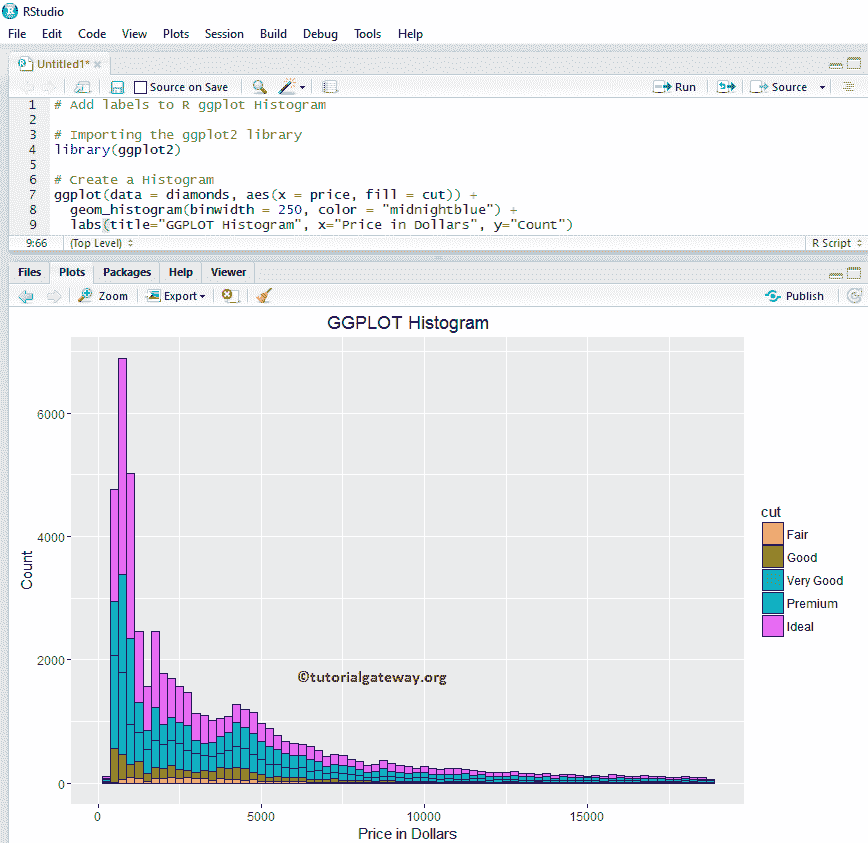 RStudio
File Edit Code View Plots Session Build Debug Tools Help
Untitled1*
Source on Save Run Source
1 # Add labels to R ggplot Histogram
2
3 # Importing the ggplot2 library
4 library(ggplot2)
5
6 # Create a Histogram
7 ggplot(data = diamonds, aes(x = price, fill = cut)) +
8 geom_histogram(binwidth = 250, color = "midnightblue") +
9 labs(title="GGPLOT Histogram", x="Price in Dollars", y="Count")
9:66 (Top Level) R Script
Files Plots Packages Help Viewer
Zoom Export Publish
GGPLOT Histogram
6000
4000
2000
0
Count
©tutorialgateway.org
0 5000 10000 15000
Price in Dollars
cut
Fair
Good
Very Good
Premium
Ideal